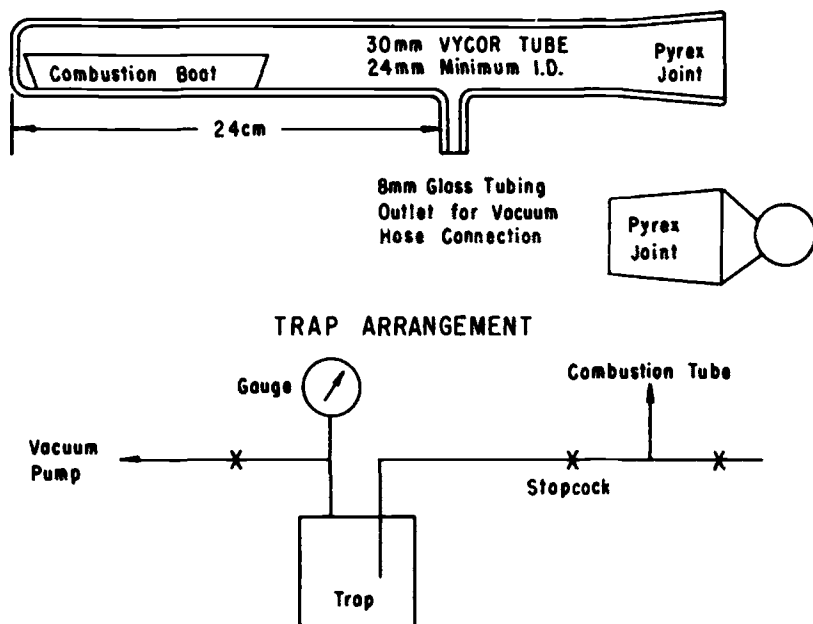 30mm VYCOR TUBE
24mm Minimum I.D.
Pyrex
Joint
Combustion Boat
24cm
8mm Glass Tubing
Outlet for Vacuum
Hose Connection
Pyrex
Joint
TRAP ARRANGEMENT
Gauge
Combustion Tube
Vacuum
Pump
Stopcock
Trap